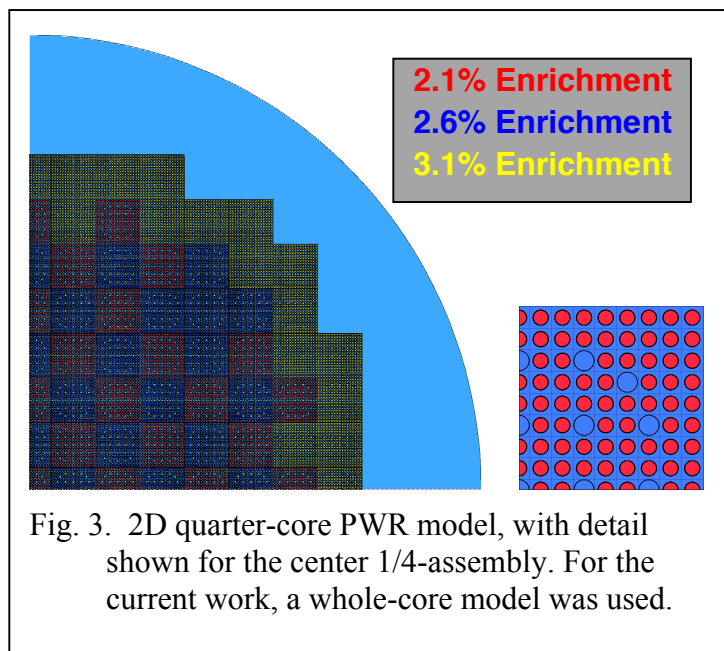 2.1% Enrichment
2.6% Enrichment
3.1% Enrichment
Fig. 3. 2D quarter-core PWR model, with detail
shown for the center 1/4-assembly. For the
current work, a whole-core model was used.